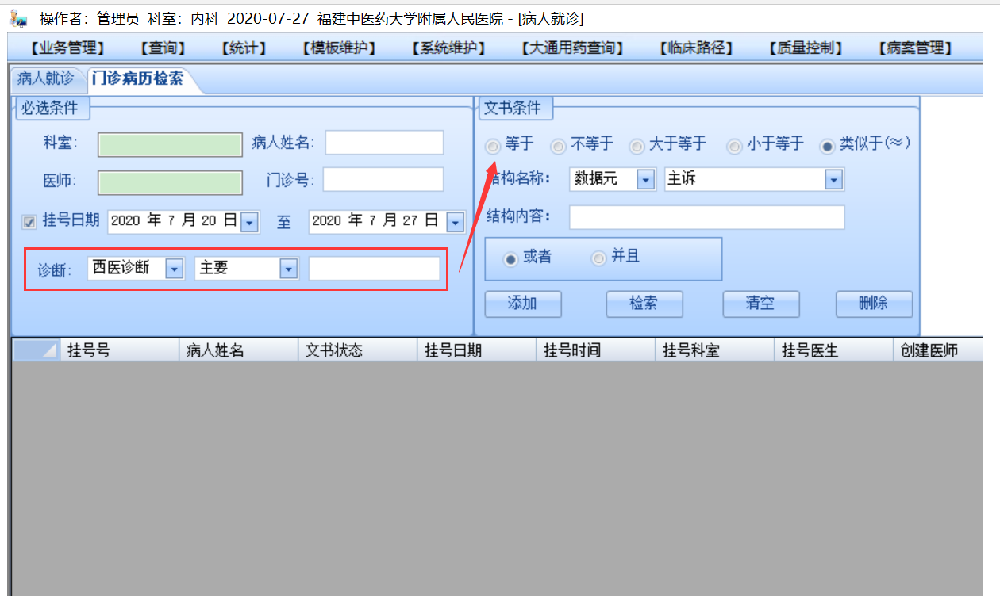 操作者：管理员 科室：内科 2020-07-27 福建中医药大学附属人民医院 - [病人就诊]
【业务管理】 【查询】 【统计】 【模板维护】 【系统维护】 【大通用药查询】 【临床路径】 【质量控制】 【病案管理】
病人就诊 门诊病历检索
必选条件
科室: 病人姓名:
医师: 门诊号:
挂号日期 2020 年 7 月 20 日 至 2020 年 7 月 27 日
诊断: 西医诊断 主要
文书条件
等于 不等于 大于等于 小于等于 类似于(≈)
结构名称: 数据元 主诉
结构内容:
或者 并且
添加 检索 清空 删除
挂号号 病人姓名 文书状态 挂号日期 挂号时间 挂号科室 挂号医生 创建医师